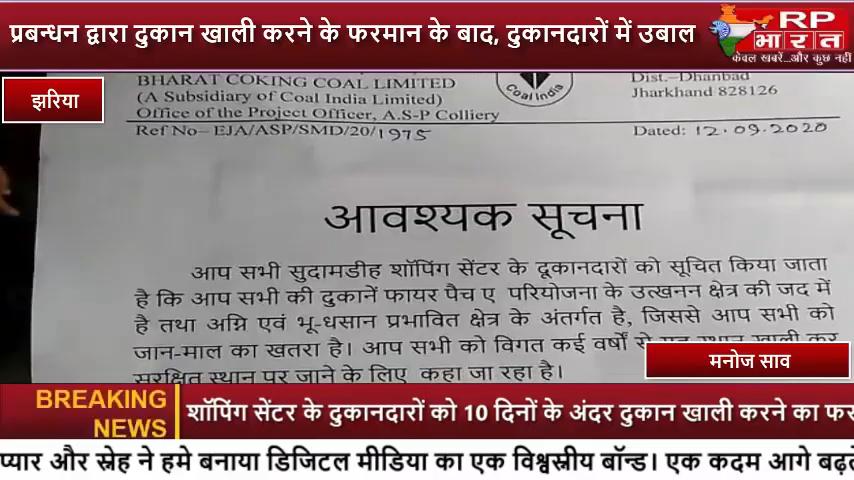 प्रबन्धन द्वारा दुकान खाली करने के फरमान के बाद, दुकानदारों में उबाल
RP
भारत
केवल खबरें...और कुछ नहीं
झरिया
BHARAT COKING COAL LIMITED
(A Subsidiary of Coal India Limited)
Office of the Project Officer, A.S-P Colliery
Coal India
Dist.-Dhanbad
Jharkhand 828126
Ref No- EJA/ASP/SMD/20/1975
Dated: 12.09.2020
आवश्यक सूचना
आप सभी सुदामडीह शॉपिंग सेंटर के दूकानदारों को सूचित किया जाता
है कि आप सभी की दुकानें फायर पैच ए परियोजना के उत्खनन क्षेत्र की जद में
है तथा अग्नि एवं भू-धसान प्रभावित क्षेत्र के अंतर्गत है, जिससे आप सभी को
जान-माल का खतरा है। आप सभी को विगत कई वर्षों से यह स्थान खाली कर
सुरक्षित स्थान पर जाने के लिए कहा जा रहा है।
मनोज साव
BREAKING
NEWS
शॉपिंग सेंटर के दुकानदारों को 10 दिनों के अंदर दुकान खाली करने का फर
प्यार और स्नेह ने हमे बनाया डिजिटल मीडिया का एक विश्वस्नीय बॉन्ड। एक कदम आगे बढ़ते